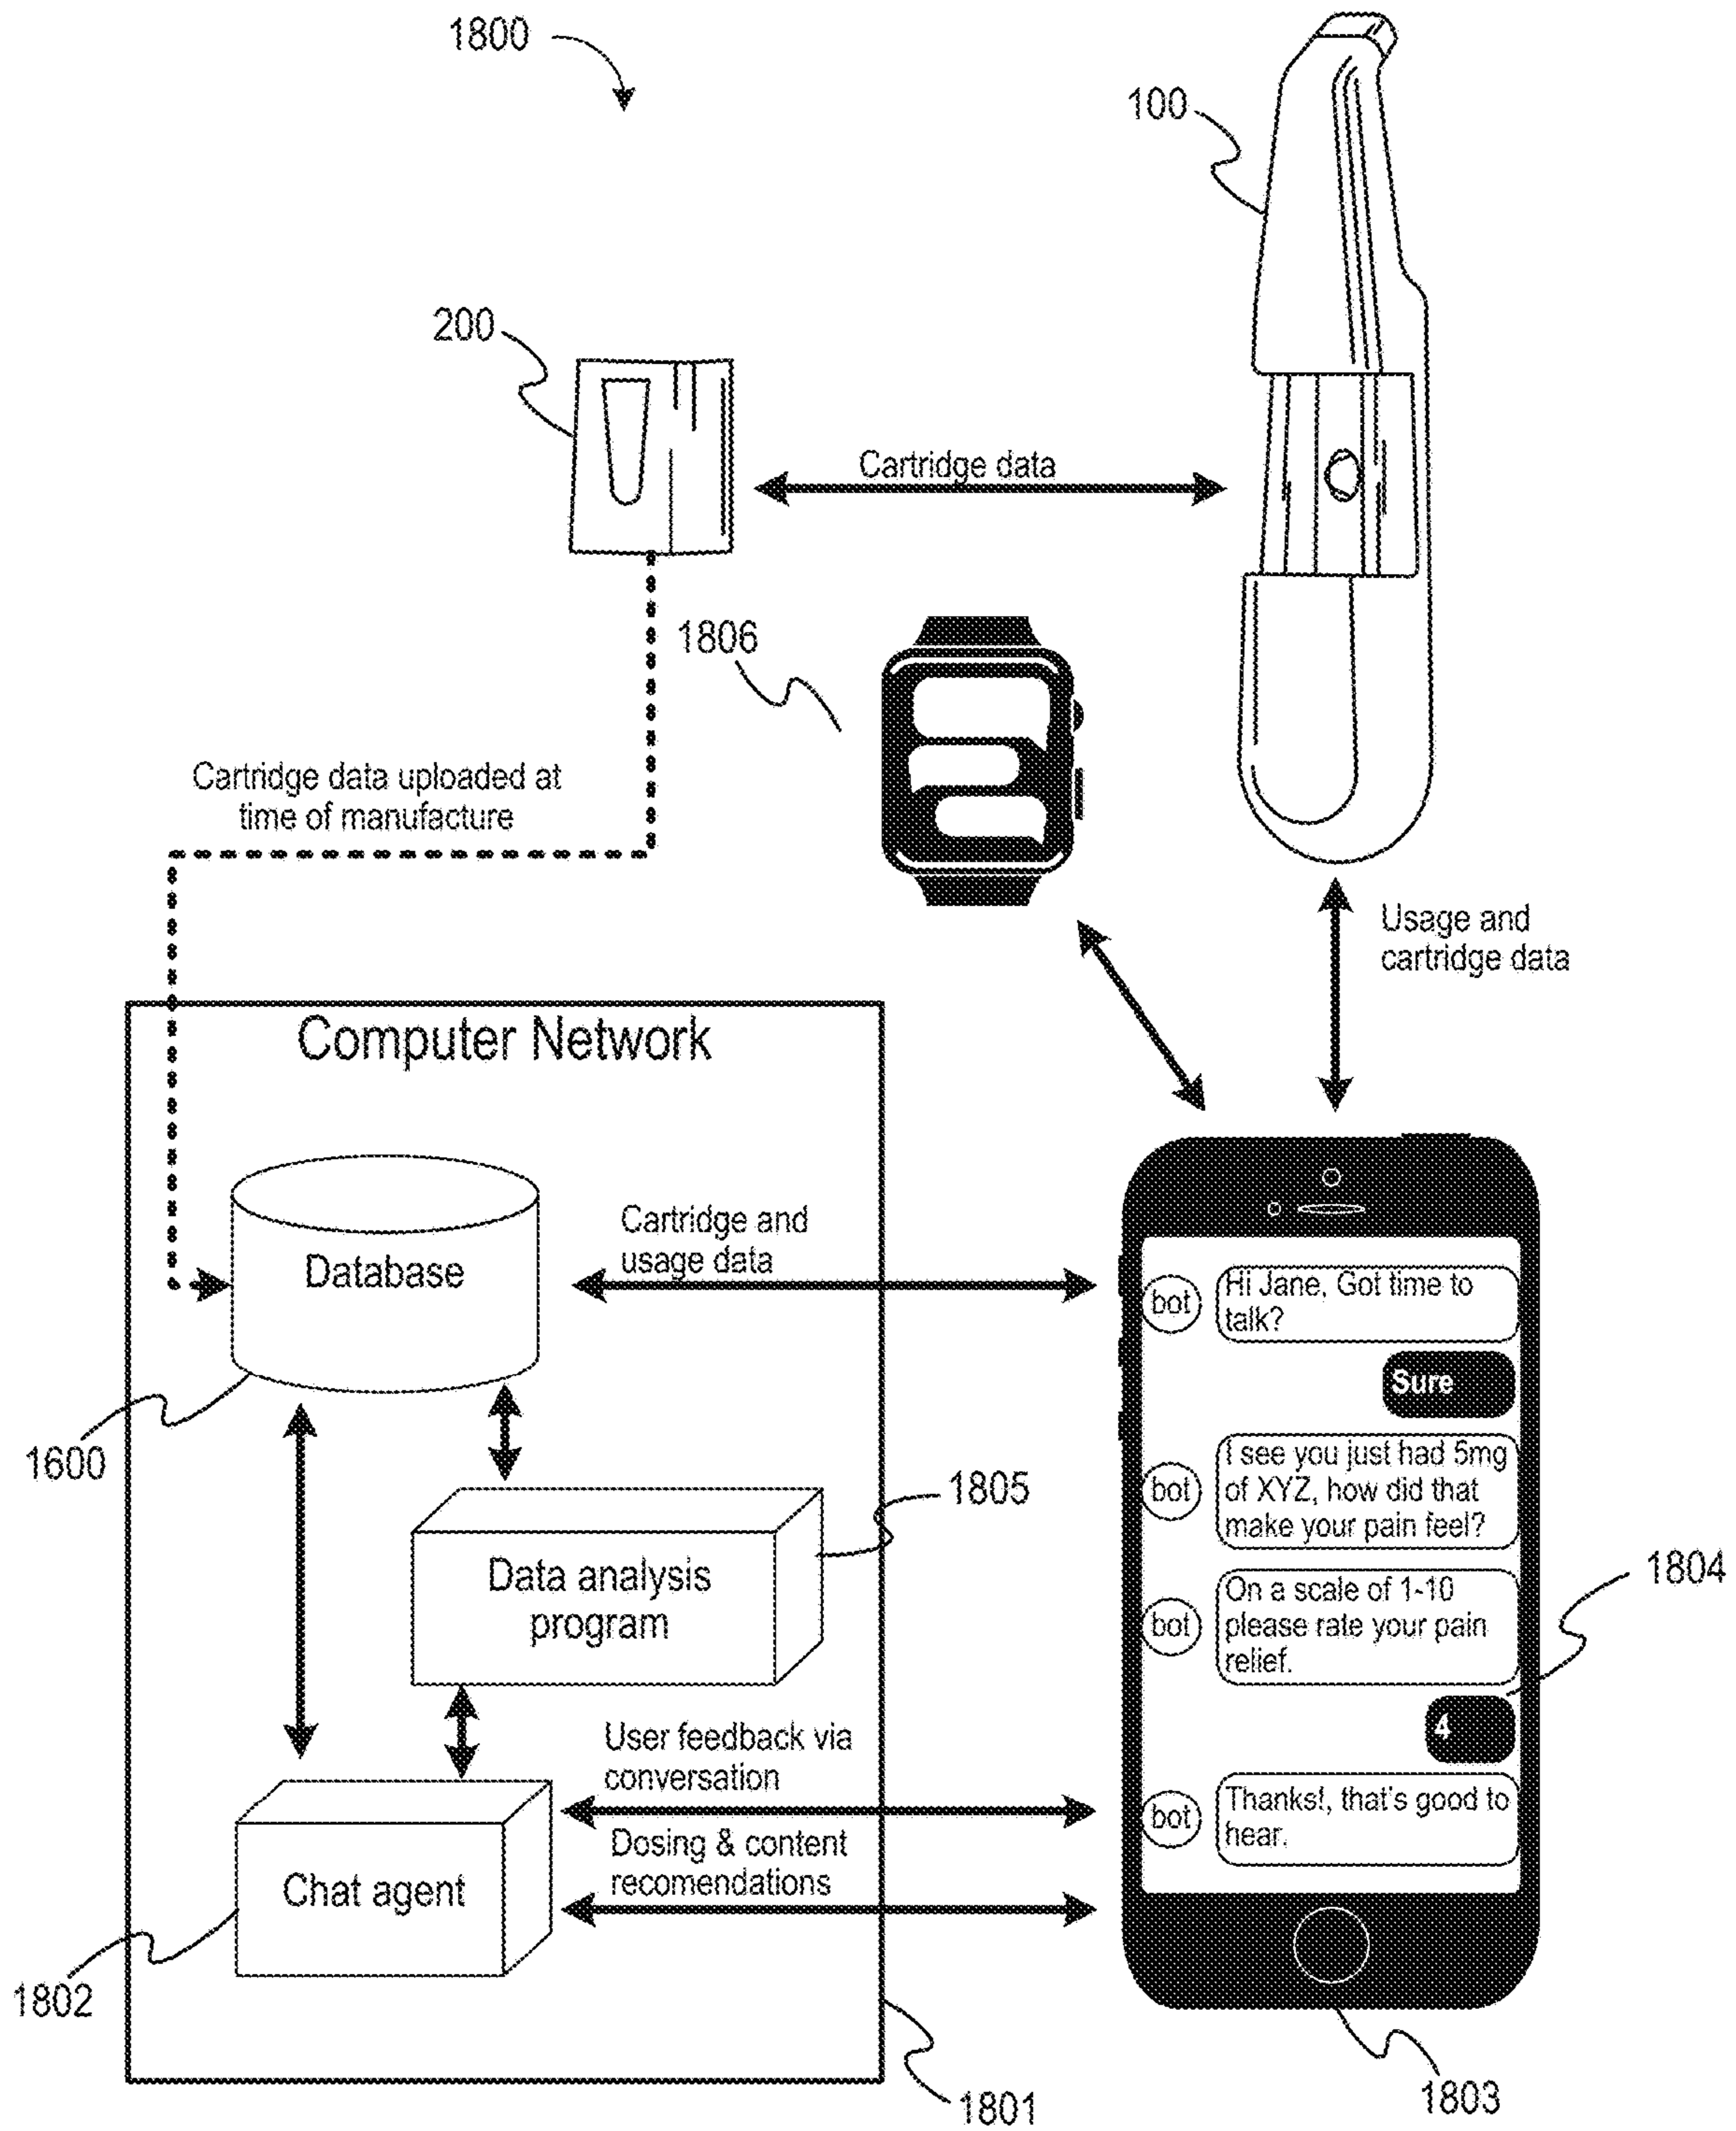 1800
100
200
Cartridge data
1806
Cartridge data uploaded at
time of manufacture
Usage and
cartridge data
Computer Network
Database
Cartridge and
usage data
1600
1805
Data analysis
program
User feedback via
conversation
Dosing & content
recomendations
Chat agent
1802
1801
bot
Hi Jane, Got time to
talk?
Sure
bot
I see you just had 5mg
of XYZ, how did that
make your pain feel?
bot
On a scale of 1-10
please rate your pain
relief.
1804
4
bot
Thanks!, that's good to
hear.
1803